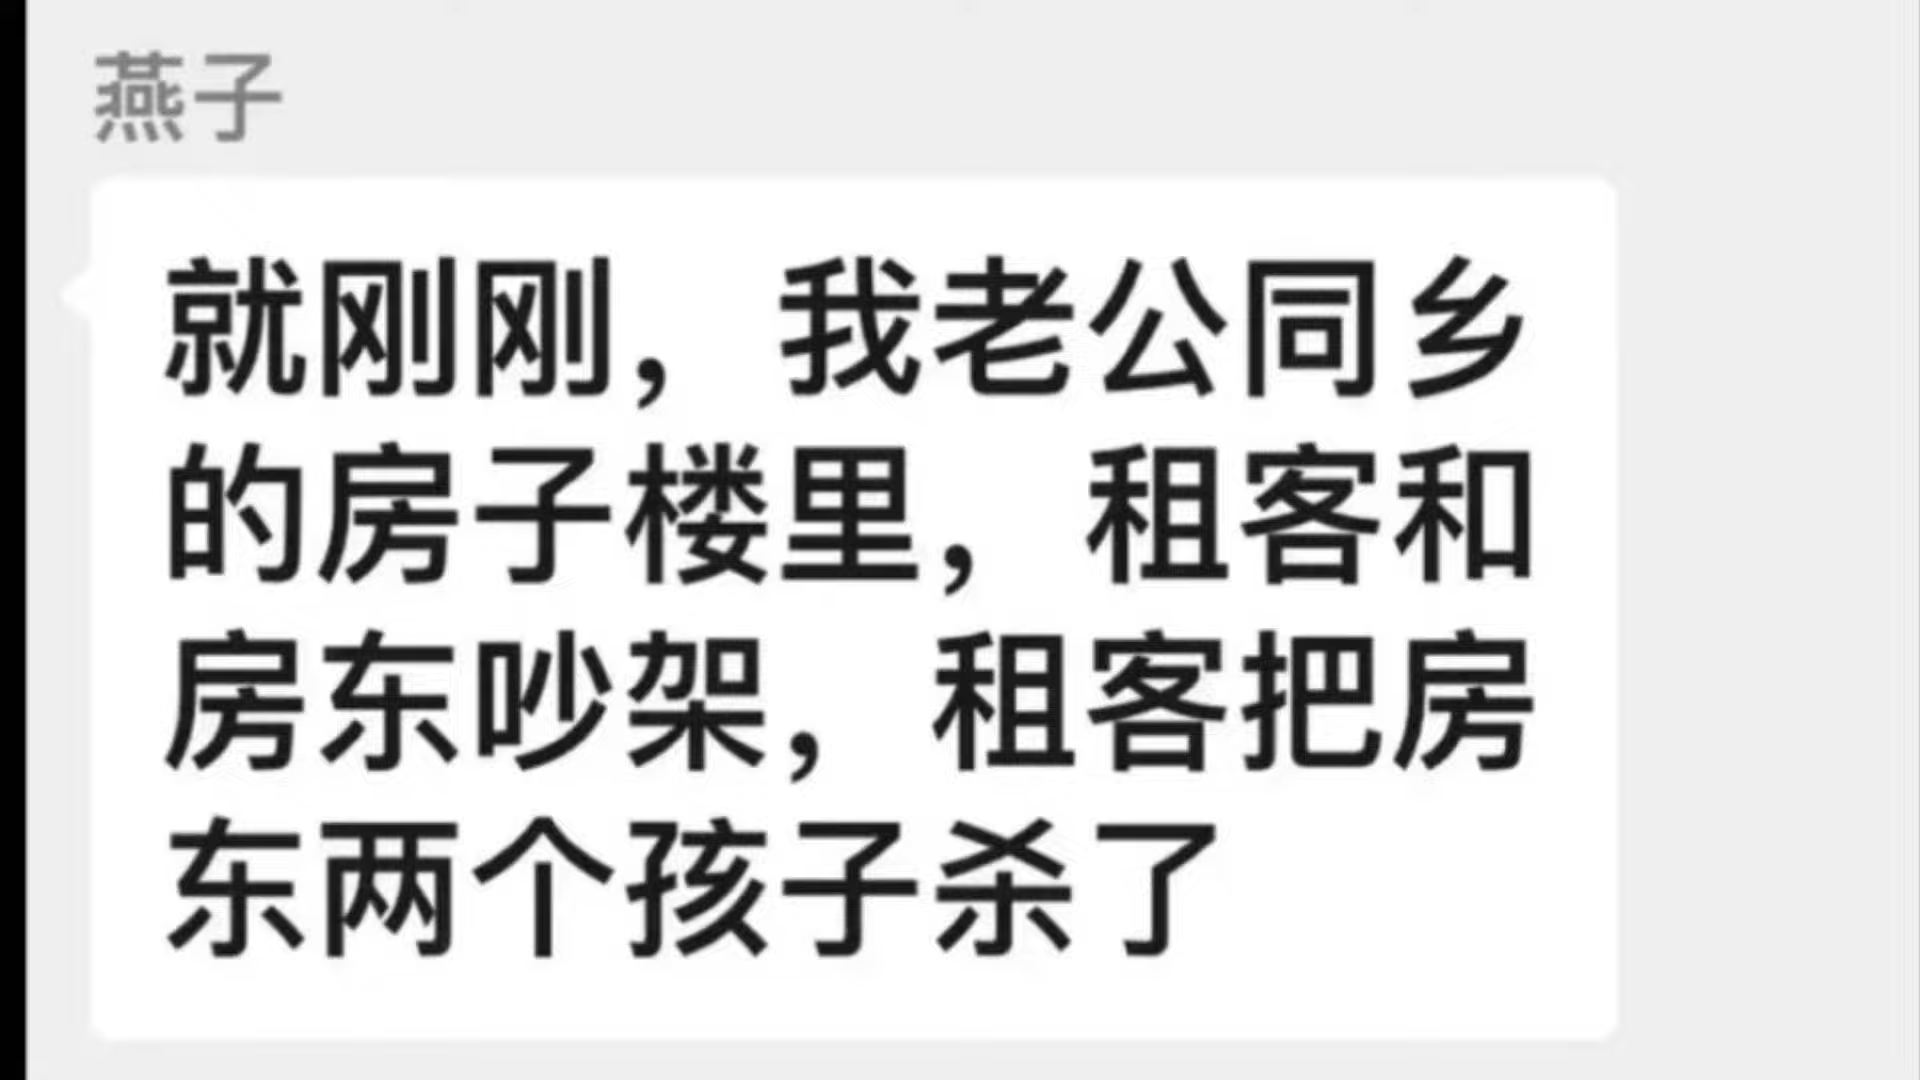 燕子
就刚刚，我老公同乡
的房子楼里，租客和
房东吵架，租客把房
东两个孩子杀了